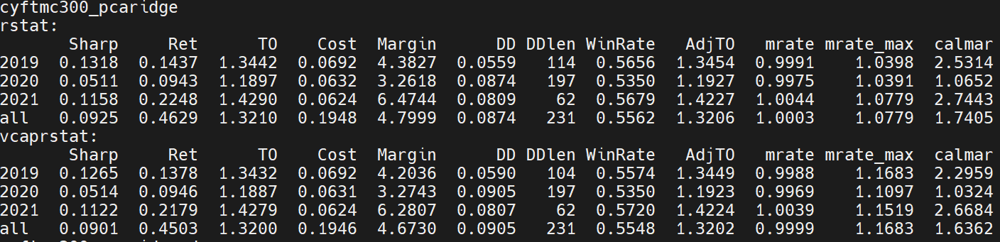 cyftmc300_pcaridge
rstat:
Sharp Ret TO Cost Margin DD DDlen WinRate AdjTO mrate mrate_max calmar
2019 0.1318 0.1437 1.3442 0.0692 4.3827 0.0559 114 0.5656 1.3454 0.9991 1.0398 2.5314
2020 0.0511 0.0943 1.1897 0.0632 3.2618 0.0874 197 0.5350 1.1927 0.9975 1.0391 1.0652
2021 0.1158 0.2248 1.4290 0.0624 6.4744 0.0809 62 0.5679 1.4227 1.0044 1.0779 2.7443
all 0.0925 0.4629 1.3210 0.1948 4.7999 0.0874 231 0.5562 1.3206 1.0003 1.0779 1.7405
vcaprstat:
Sharp Ret TO Cost Margin DD DDlen WinRate AdjTO mrate mrate_max calmar
2019 0.1265 0.1378 1.3432 0.0692 4.2036 0.0590 104 0.5574 1.3449 0.9988 1.1683 2.2959
2020 0.0514 0.0946 1.1887 0.0631 3.2743 0.0905 197 0.5350 1.1923 0.9969 1.1097 1.0324
2021 0.1122 0.2179 1.4279 0.0624 6.2807 0.0807 62 0.5720 1.4224 1.0039 1.1519 2.6684
all 0.0901 0.4503 1.3200 0.1946 4.6730 0.0905 231 0.5548 1.3202 0.9999 1.1683 1.6362